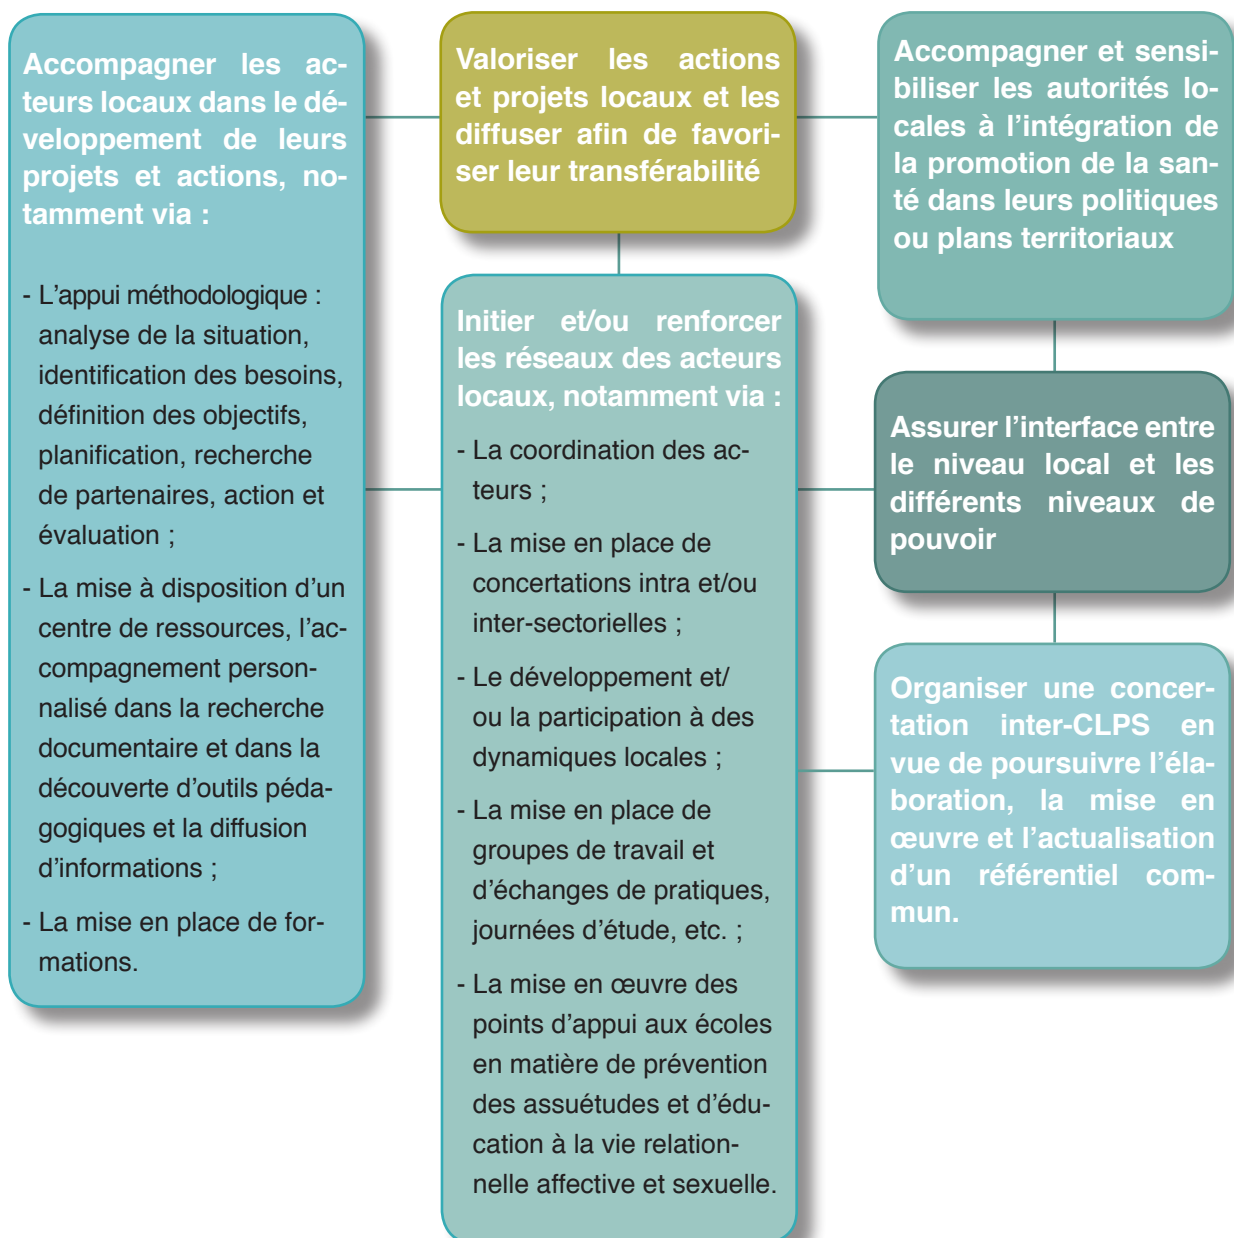 Accompagner les ac-
teurs locaux dans le dé-
veloppement de leurs
projets et actions, no-
tamment via :
- L’appui méthodologique :
analyse de la situation,
identification des besoins,
définition des objectifs,
planification, recherche
de partenaires, action et
évaluation ;
- La mise à disposition d’un
centre de ressources, l’ac-
compagnement person-
nalisé dans la recherche
documentaire et dans la
découverte d’outils péda-
gogiques et la diffusion
d’informations ;
- La mise en place de for-
mations.
Valoriser les actions
et projets locaux et les
diffuser afin de favori-
ser leur transférabilité
Initier et/ou renforcer
les réseaux des acteurs
locaux, notamment via :
- La coordination des ac-
teurs ;
- La mise en place de
concertations intra et/ou
inter-sectorielles ;
- Le développement et/
ou la participation à des
dynamiques locales ;
- La mise en place de
groupes de travail et
d’échanges de pratiques,
journées d’étude, etc. ;
- La mise en œuvre des
points d’appui aux écoles
en matière de prévention
des assuétudes et d’édu-
cation à la vie relation-
nelle affective et sexuelle.
Accompagner et sensi-
biliser les autorités lo-
cales à l’intégration de
la promotion de la san-
té dans leurs politiques
ou plans territoriaux
Assurer l’interface entre
le niveau local et les
différents niveaux de
pouvoir
Organiser une concer-
tation inter-CLPS en
vue de poursuivre l’éla-
boration, la mise en
œuvre et l’actualisation
d’un référentiel com-
mun.